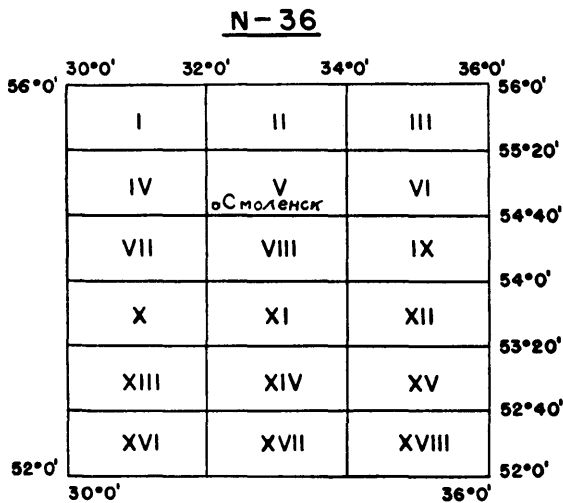 N-36
30°0' 32°0' 34°0' 36°0'
56°0' 56°0'
I II III
55°20'
IV V VI
Смоленск
54°40'
VII VIII IX
54°0'
X XI XII
53°20'
XIII XIV XV
52°40'
XVI XVII XVIII
52°0' 52°0'
30°0' 36°0'